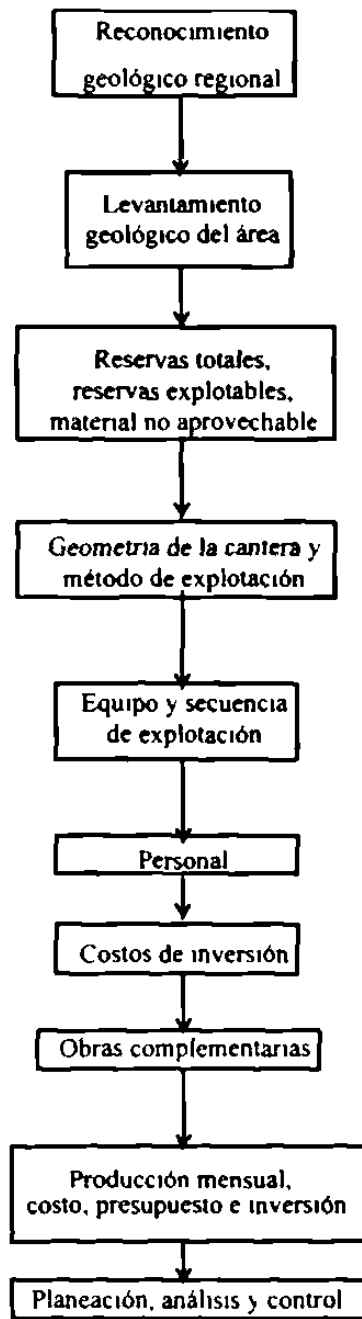 Reconocimiento
geológico regional
Levantamiento
geológico del área
Reservas totales,
reservas explotables,
material no aprovechable
Geometria de la cantera y
método de explotación
Equipo y secuencia
de explotación
Personal
Costos de inversión
Obras complementarias
Producción mensual,
costo, presupuesto e inversión
Planeación, análisis y control